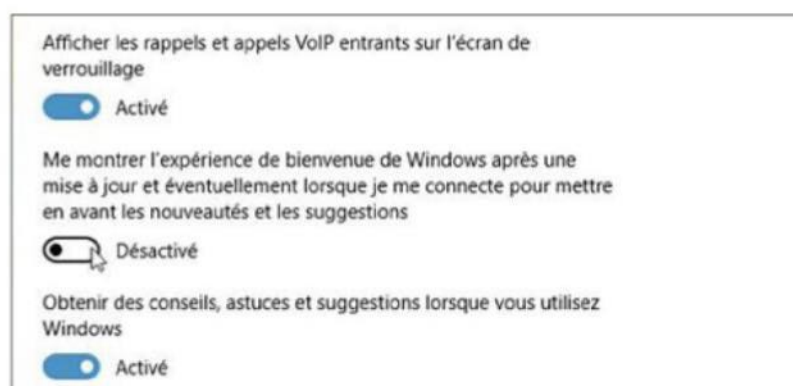 Afficher les rappels et appels VoIP entrants sur l'écran de
verrouillage
Activé
Me montrer l'expérience de bienvenue de Windows après une
mise à jour et éventuellement lorsque je me connecte pour mettre
en avant les nouveautés et les suggestions
Désactivé
Obtenir des conseils, astuces et suggestions lorsque vous utilisez
Windows
Activé